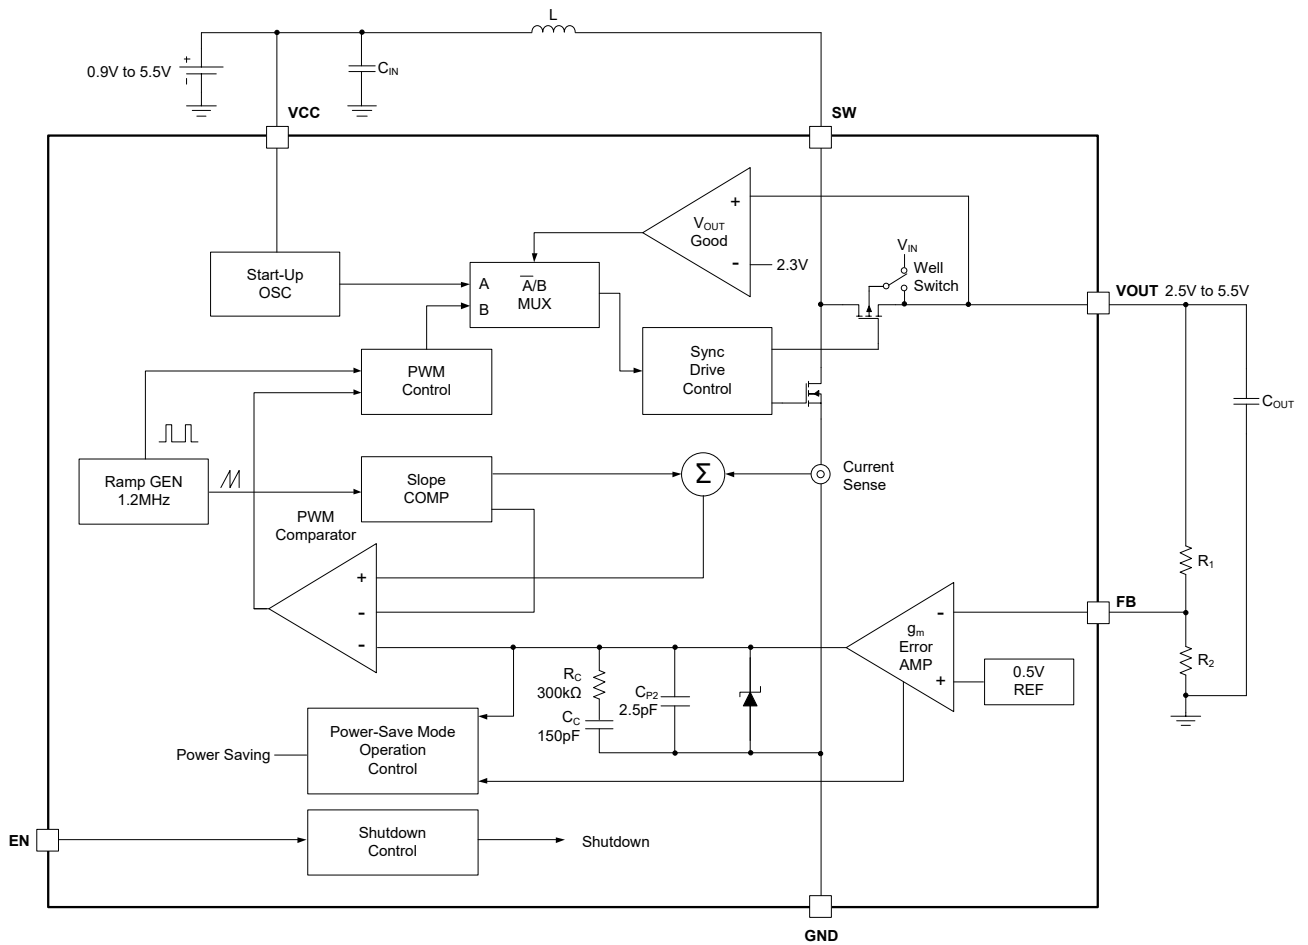 L
0.9V to 5.5V
+
-
CIN
VCC
SW
VOUT
Good
+
-
2.3V
VIN
Well
Switch
VOUT 2.5V to 5.5V
Start-Up
OSC
A
B
A̅/B
MUX
Sync
Drive
Control
PWM
Control
COUT
Ramp GEN
1.2MHz
Slope
COMP
Σ
Current
Sense
PWM
Comparator
+
-
-
R1
FB
-
gm
Error
AMP
+
0.5V
REF
R2
RC
300kΩ
CC
150pF
CP2
2.5pF
Power Saving
Power-Save Mode
Operation
Control
EN
Shutdown
Control
Shutdown
GND